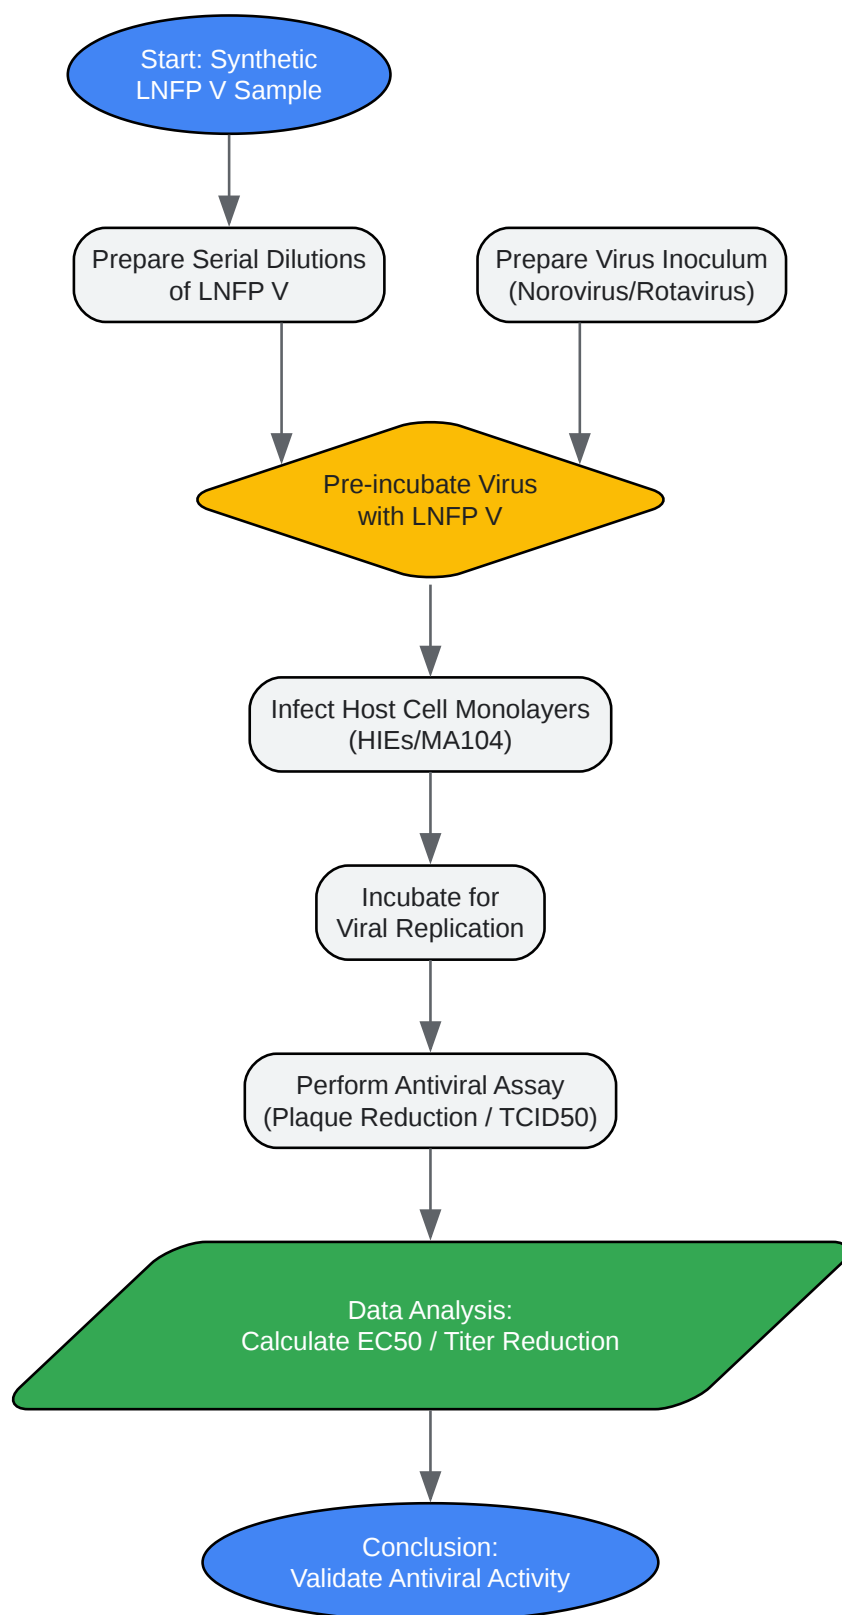 Start: Synthetic
LNFP V Sample
Prepare Serial Dilutions
of LNFP V
Prepare Virus Inoculum
(Norovirus/Rotavirus)
Pre-incubate Virus
with LNFP V
Infect Host Cell Monolayers
(HIEs/MA104)
Incubate for
Viral Replication
Perform Antiviral Assay
(Plaque Reduction / TCID50)
Data Analysis:
Calculate EC50 / Titer Reduction
Conclusion:
Validate Antiviral Activity